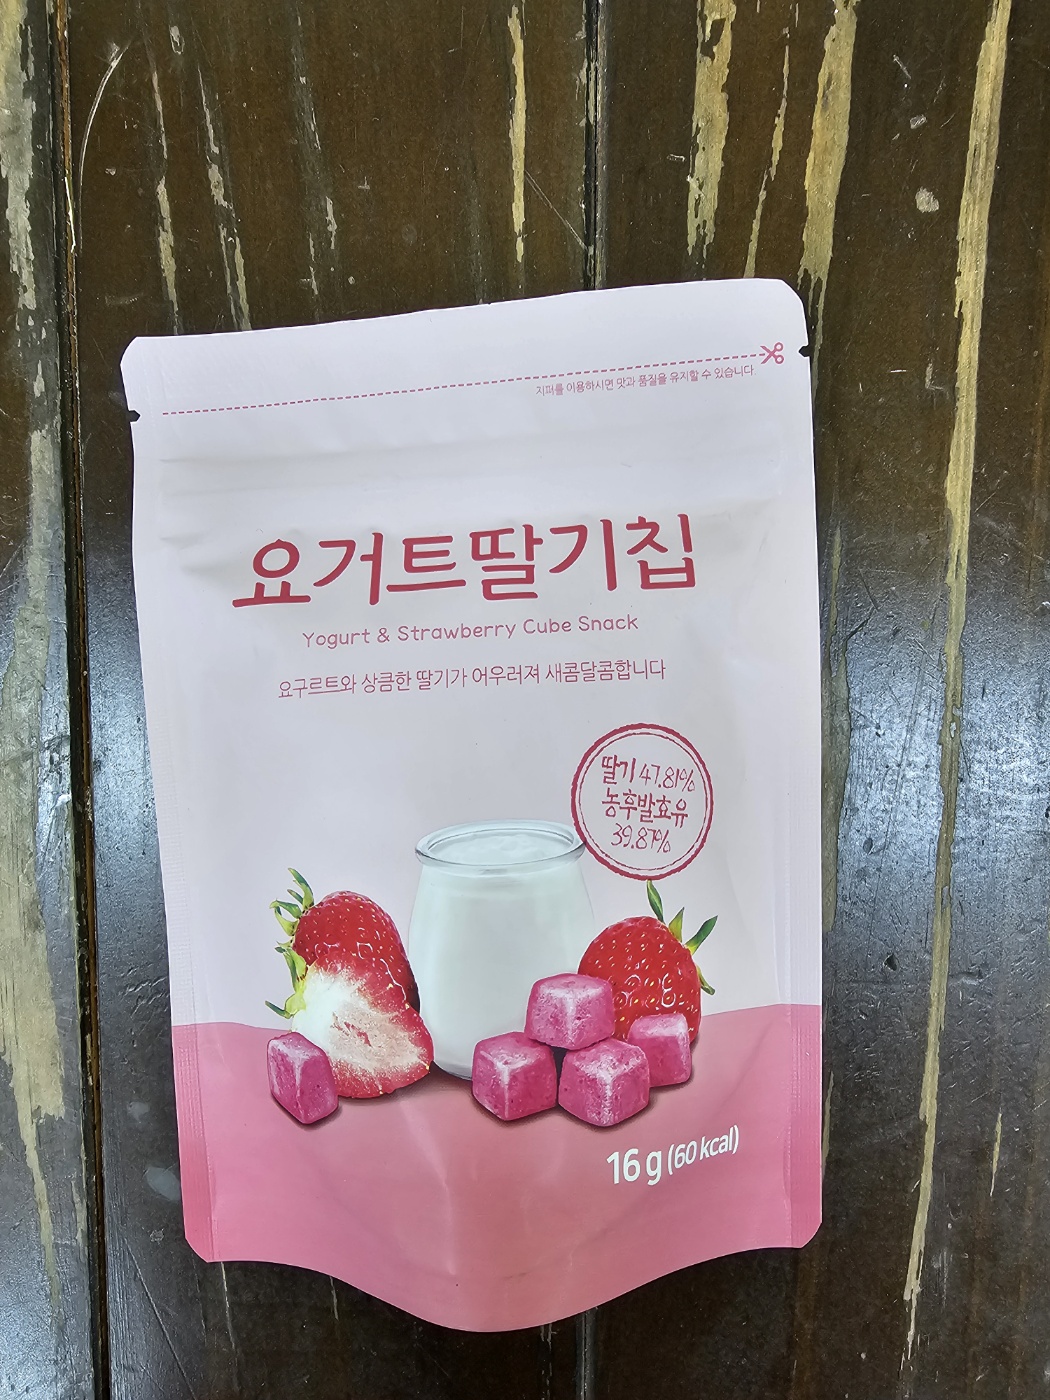 지퍼를 이용하시면 맛과 품질을 유지할 수 있습니다.
요거트딸기칩
Yogurt & Strawberry Cube Snack
요구르트와 상큼한 딸기가 어우러져 새콤달콤합니다
딸기 47.81%
농후발효유
39.87%
16 g (60 kcal)